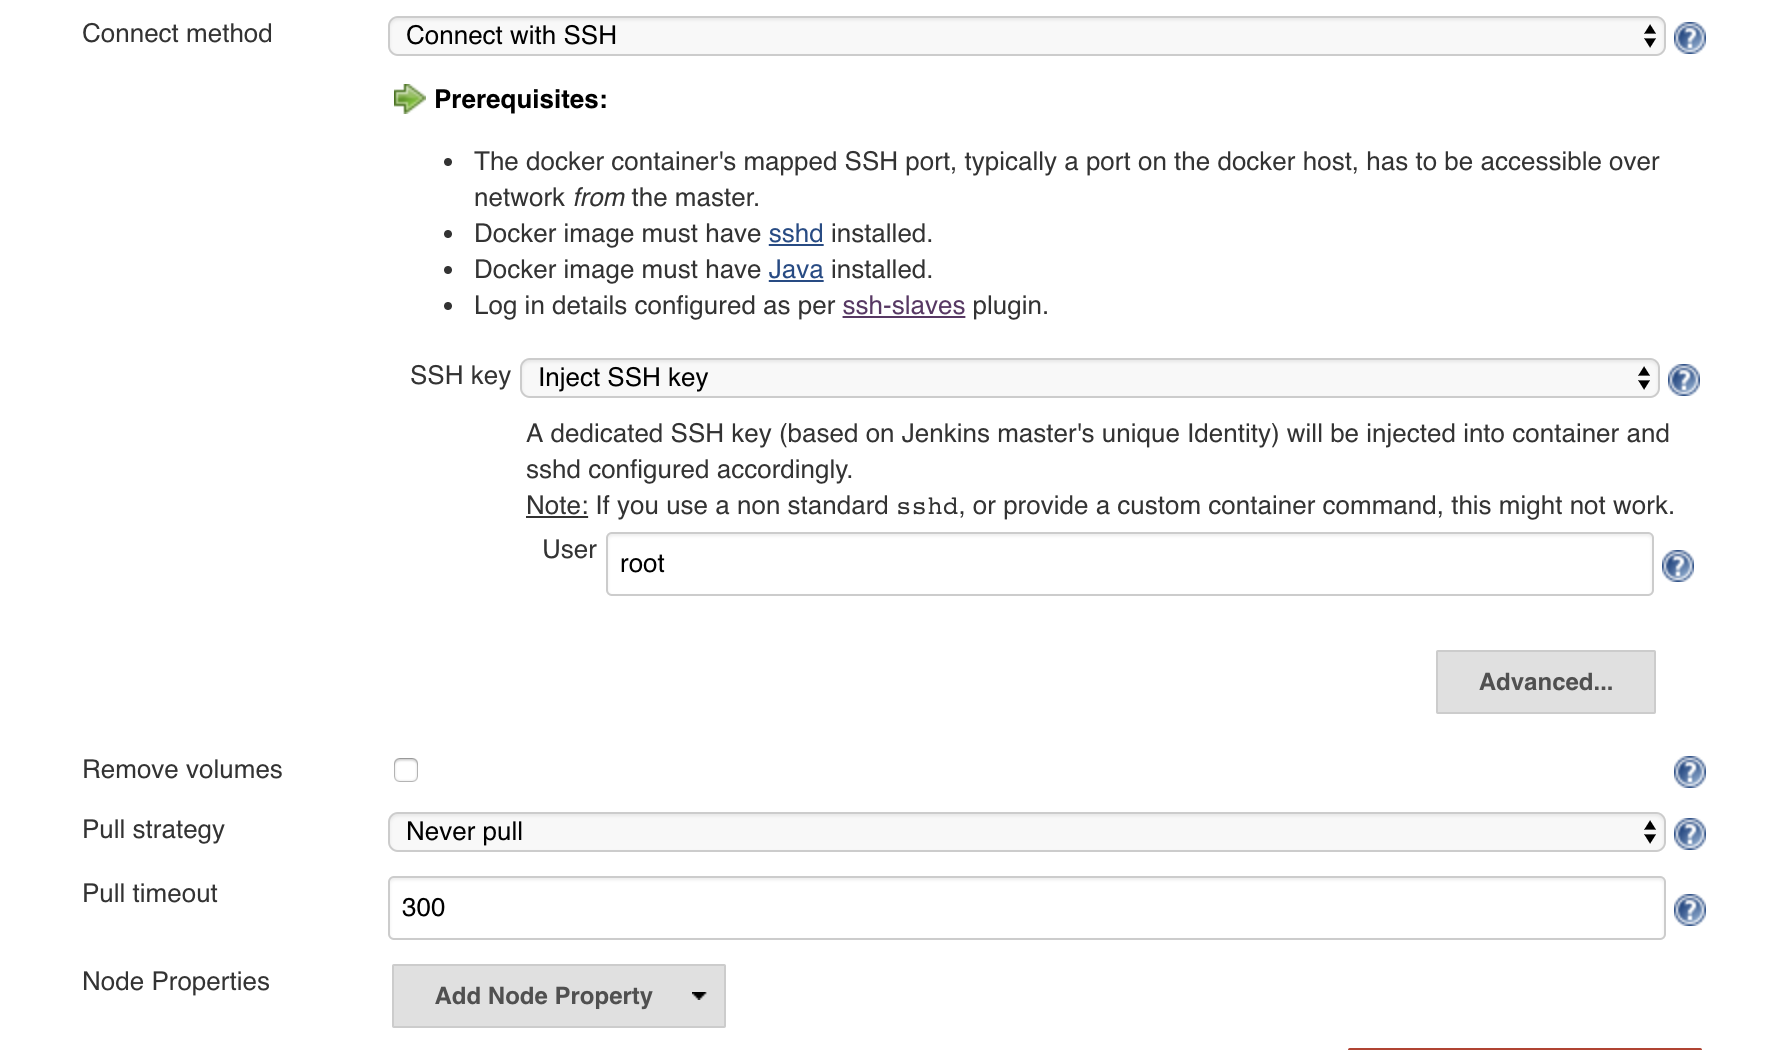 Connect method
Connect with SSH
Prerequisites:
• The docker container's mapped SSH port, typically a port on the docker host, has to be accessible over
network from the master.
• Docker image must have sshd installed.
• Docker image must have Java installed.
• Log in details configured as per ssh-slaves plugin.
SSH key
Inject SSH key
A dedicated SSH key (based on Jenkins master's unique Identity) will be injected into container and
sshd configured accordingly.
Note: If you use a non standard sshd, or provide a custom container command, this might not work.
User
root
Advanced...
Remove volumes
Pull strategy
Never pull
Pull timeout
300
Node Properties
Add Node Property